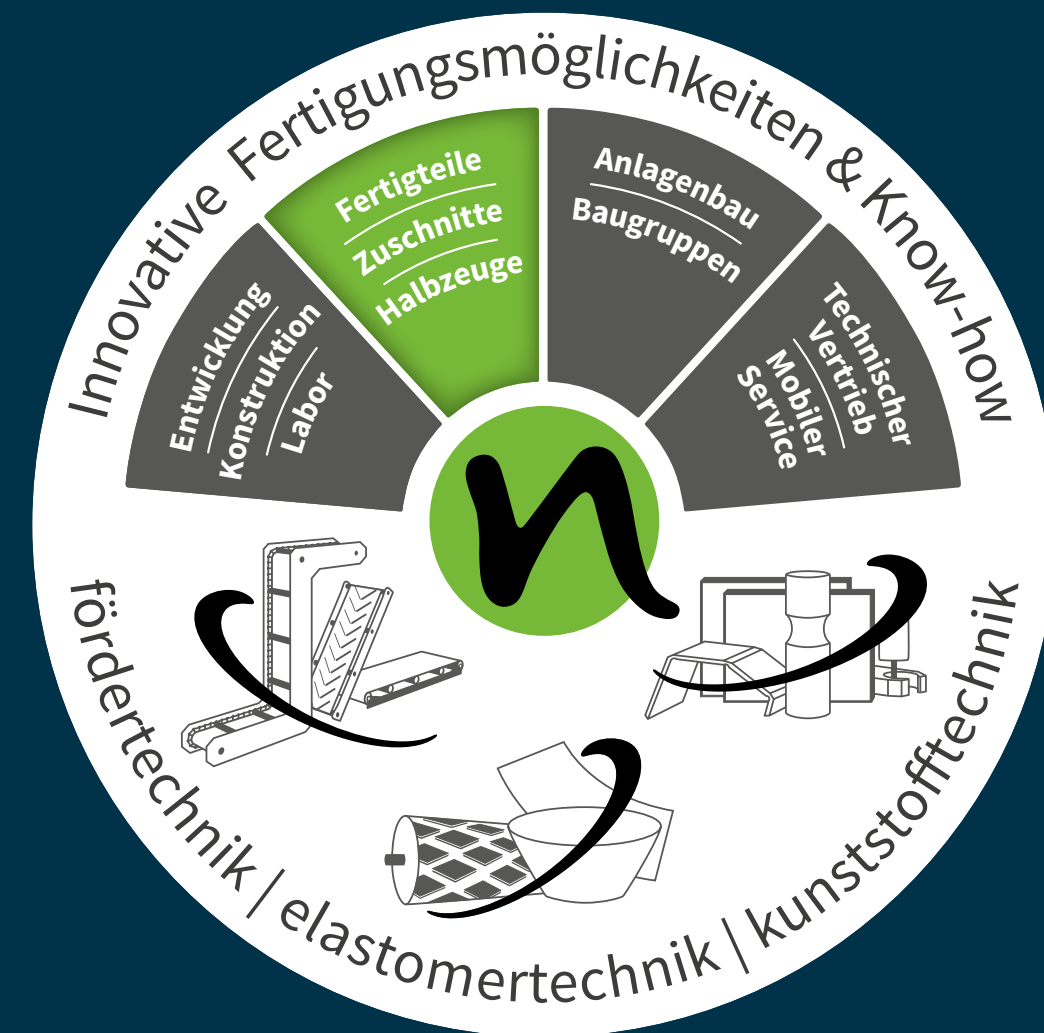 Innovative Fertigungsmöglichkeiten & Know-how
Entwicklung
Konstruktion
Labor
Fertigteile
Zuschnitte
Halbzeuge
Anlagenbau
Baugruppen
Technischer
Vertrieb
Mobiler
Service
n
fördertechnik | elastomertechnik | kunststofftechnik